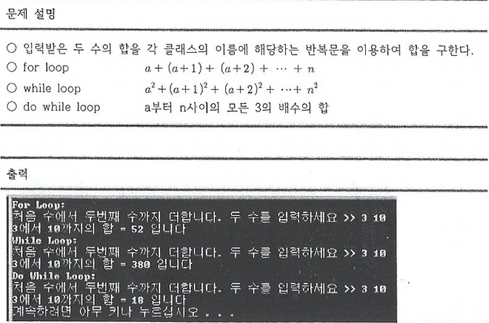 문제 설명
○ 입력받은 두 수의 합을 각 클래스의 이름에 해당하는 반복문을 이용하여 합을 구한다.
○ for loop a + (a+1) + (a+2) + ⋯ + n
○ while loop a² + (a+1)² + (a+2)² + ⋯ + n²
○ do while loop a부터 n사이의 모든 3의 배수의 합
출력
For Loop:
처음 수에서 두번째 수까지 더합니다. 두 수를 입력하세요 >> 3 10
3에서 10까지의 합 = 52 입니다
While Loop:
처음 수에서 두번째 수까지 더합니다. 두 수를 입력하세요 >> 3 10
3에서 10까지의 합 = 380 입니다
Do While Loop:
처음 수에서 두번째 수까지 더합니다. 두 수를 입력하세요 >> 3 10
3에서 10까지의 합 = 18 입니다
계속하려면 아무 키나 누르십시오 . . .